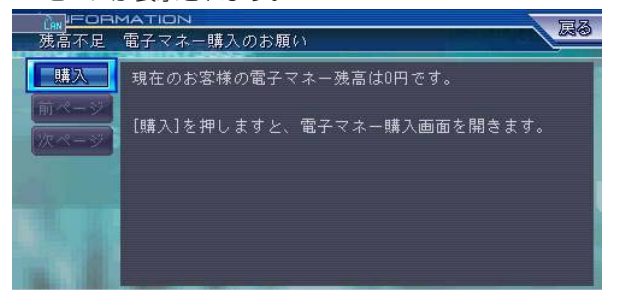 INFORMATION
LAN
戻る
残高不足 電子マネー購入のお願い
購入
現在のお客様の電子マネー残高は0円です。
前ページ
[購入]を押しますと、電子マネー購入画面を開きます。
次ページ